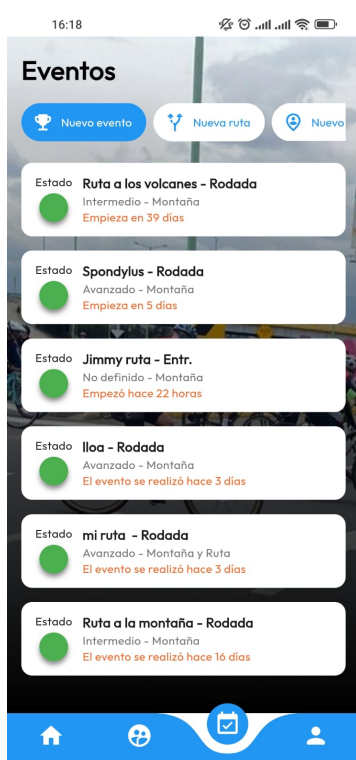 16:18
Eventos
Nuevo evento
Nueva ruta
Nuevo
Estado
Ruta a los volcanes - Rodada
Intermedio - Montaña
Empieza en 39 días
Estado
Spondylus - Rodada
Avanzado - Montaña
Empieza en 5 días
Estado
Jimmy ruta - Entr.
No definido - Montaña
Empezó hace 22 horas
Estado
Iloa - Rodada
Avanzado - Montaña
El evento se realizó hace 3 días
Estado
mi ruta - Rodada
Avanzado - Montaña y Ruta
El evento se realizó hace 3 días
Estado
Ruta a la montaña - Rodada
Intermedio - Montaña
El evento se realizó hace 16 días